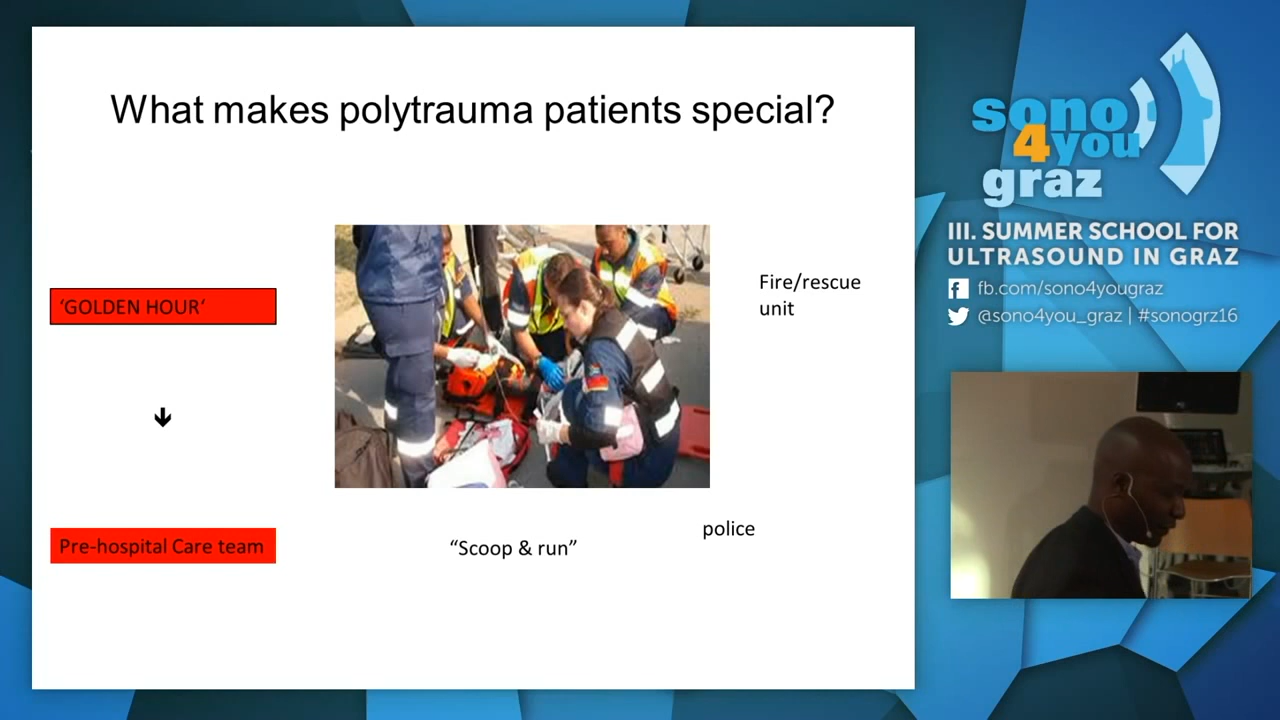 What makes polytrauma patients special?
‘GOLDEN HOUR‘
Fire/rescue
unit
Pre-hospital Care team
“Scoop & run”
police
sono
4you
graz
III. SUMMER SCHOOL FOR
ULTRASOUND IN GRAZ
fb.com/sono4yougraz
@sono4you_graz | #sonogrz16